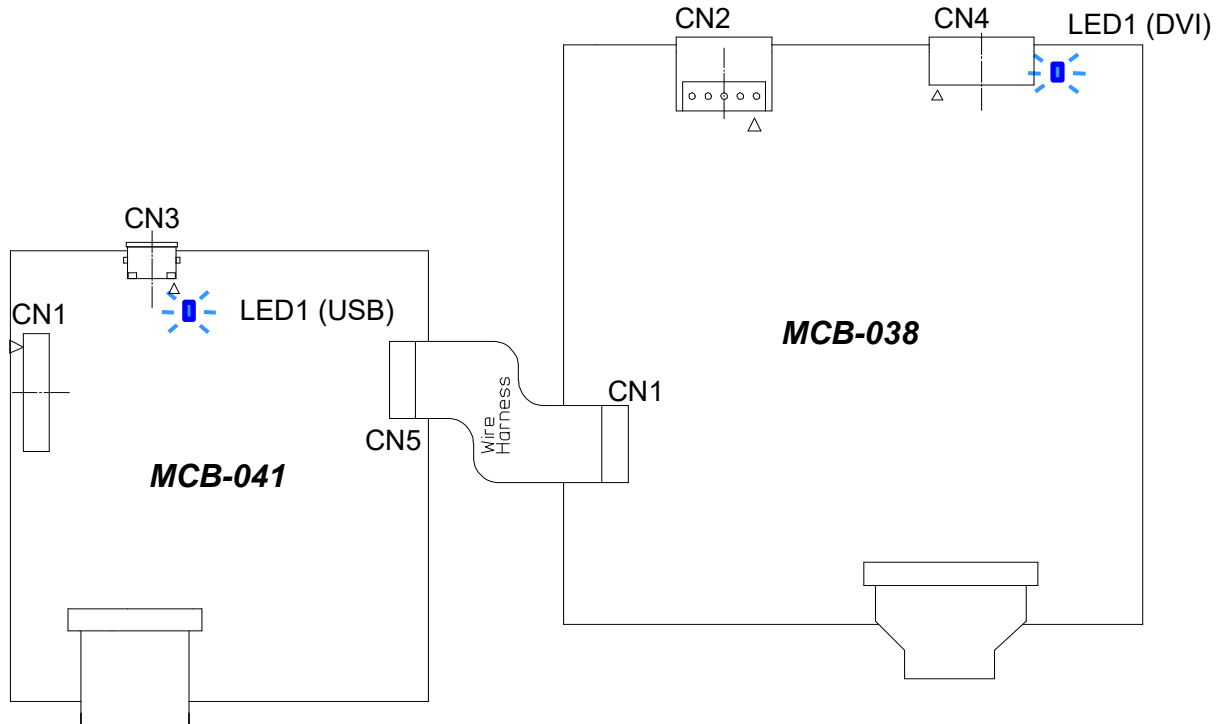 CN2
CN4
LED1 (DVI)
CN3
LED1 (USB)
CN1
MCB-038
CN1
Wire
Harness
CN5
MCB-041